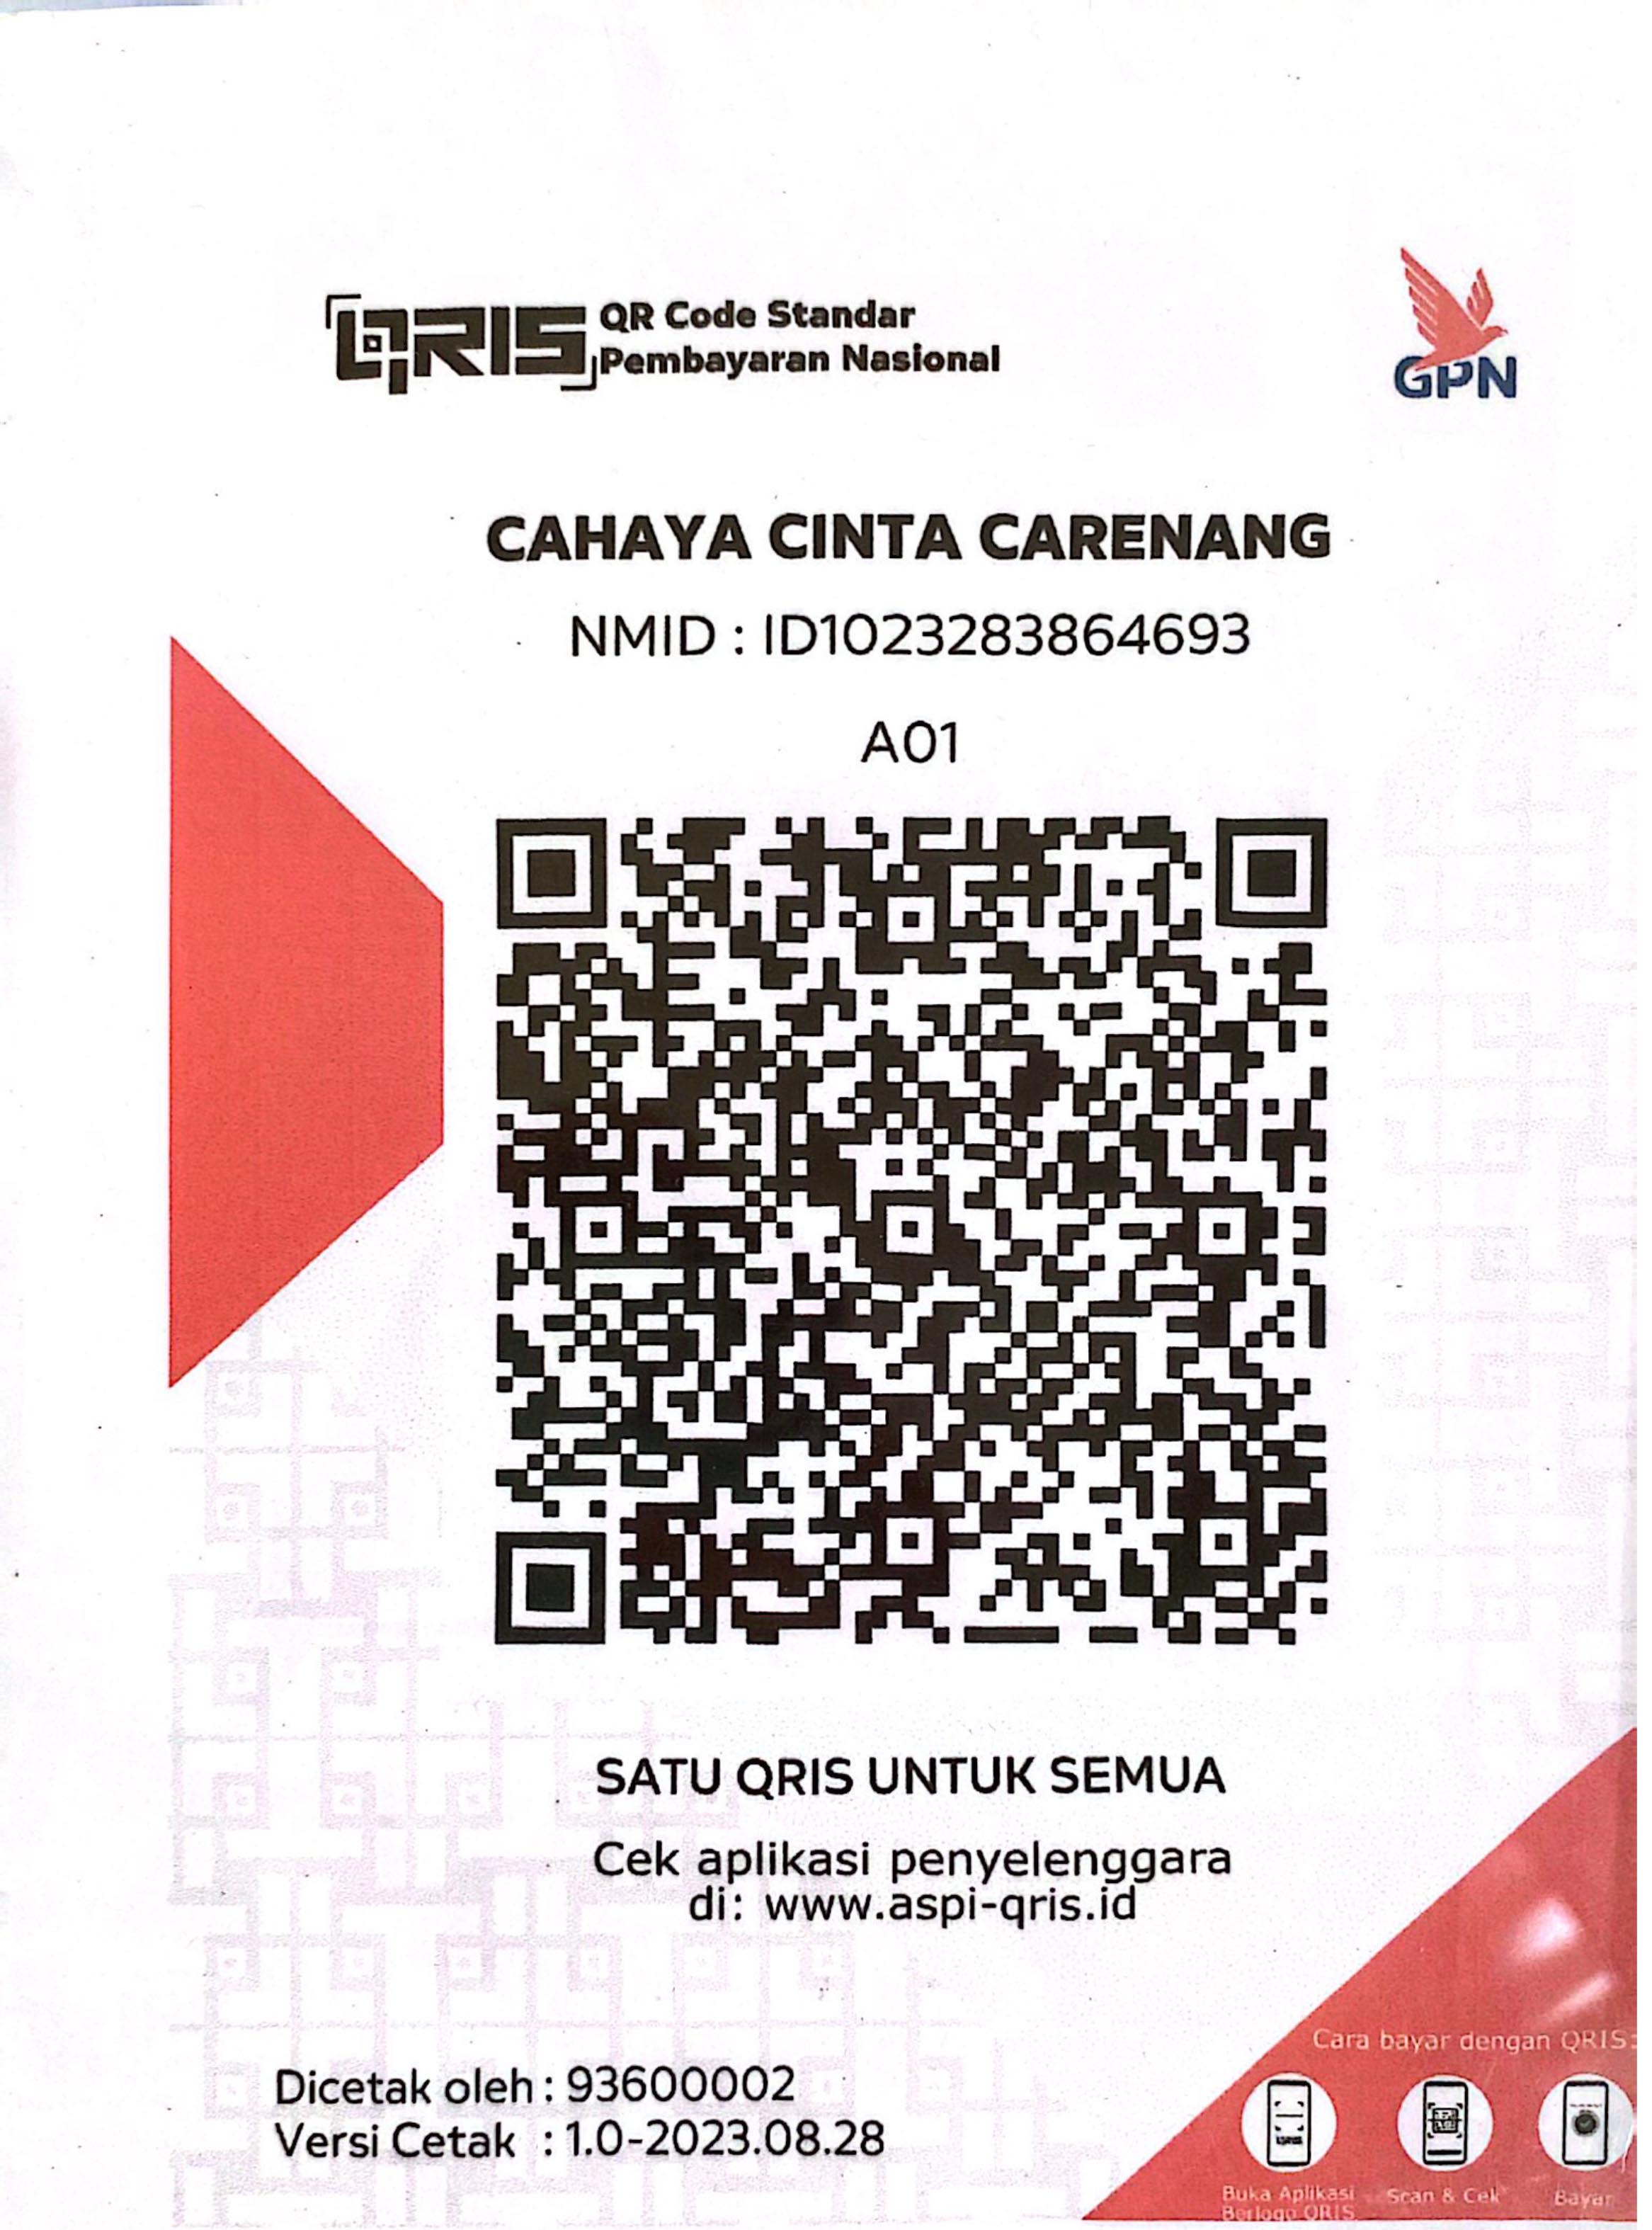 QRIS QR Code Standar
Pembayaran Nasional
GPN
CAHAYA CINTA CARENANG
NMID : ID1023283864693
A01
SATU QRIS UNTUK SEMUA
Cek aplikasi penyelenggara
di: www.aspi-qris.id
Dicetak oleh : 93600002
Versi Cetak : 1.0-2023.08.28
Cara bayar dengan QRIS:
Buka Aplikasi
Berlogo QRIS
Scan & Cek
Bayar